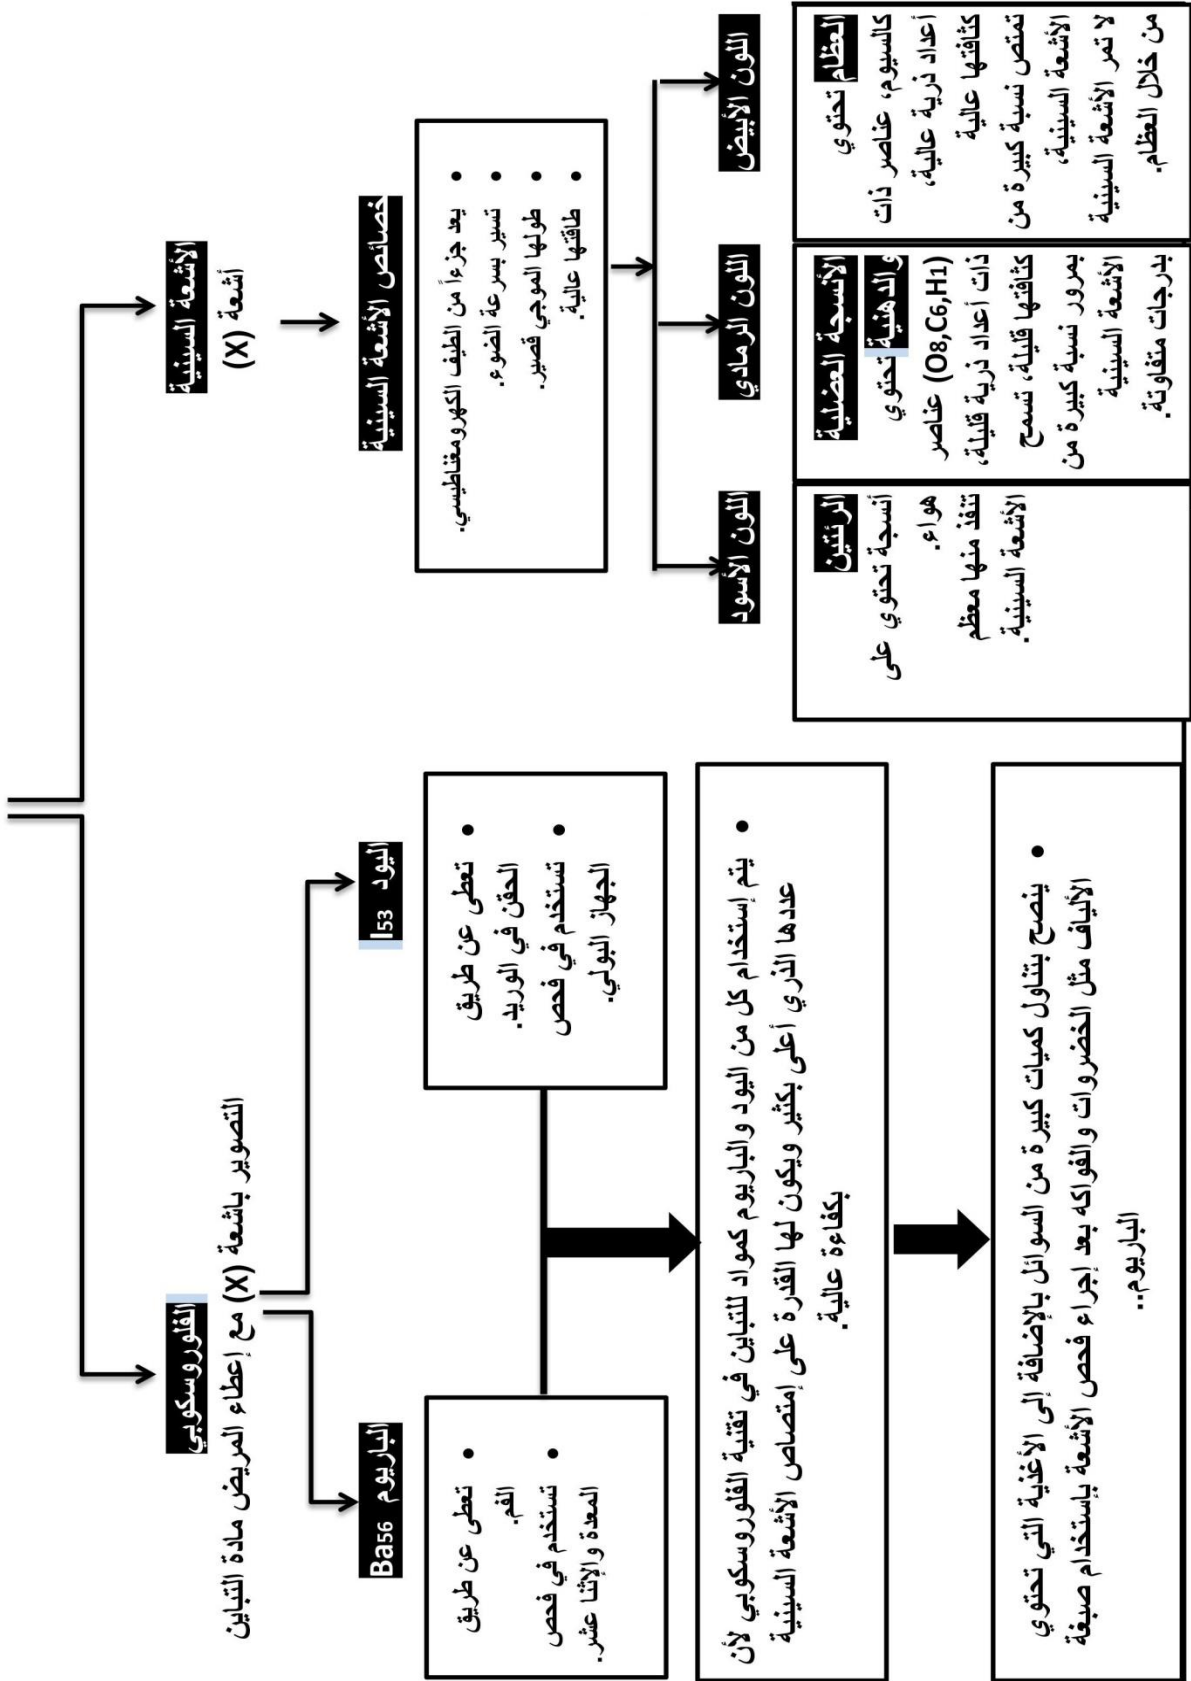 الأشعة السينية
أشعة (X)
خصائص الأشعة السينية
• يعد جزءاً من الطيف الكهرومغناطيسي.
• تسير بسرعة الضوء.
• طولها الموجي قصير.
• طاقتها عالية.
اللون الأبيض
العظام تحتوي
كالسيوم، عناصر ذات
أعداد ذرية عالية،
كثافتها عالية
تمتص نسبة كبيرة من
الأشعة السينية،
لا تمر الأشعة السينية
من خلال العظام.
اللون الرمادي
الأنسجة العضلية
والدهنية تحتوي
عناصر (O8,C6,H1)
ذات أعداد ذرية قليلة،
كثافتها قليلة، تسمح
بمرور نسبة كبيرة من
الأشعة السينية
بدرجات متفاوتة.
اللون الأسود
الرئتين
أنسجة تحتوي على
هواء.
تنفذ منها معظم
الأشعة السينية.
الفلوروسكوبي
التصوير باشعة (X) مع إعطاء المريض مادة التباين
اليود I53
• تعطى عن طريق
الحقن في الوريد.
• تستخدم في فحص
الجهاز البولي.
الباريوم Ba56
• تعطى عن طريق
الفم.
• تستخدم في فحص
المعدة والإثنا عشر.
• يتم إستخدام كل من اليود والباريوم كمواد للتباين في تقنية الفلوروسكوبي لأن
عددها الذري أعلى بكثير ويكون لها القدرة على إمتصاص الأشعة السينية
بكفاءة عالية.
• ينصح بتناول كميات كبيرة من السوائل بالإضافة إلى الأغذية التي تحتوي
الألياف مثل الخضروات والفواكه بعد إجراء فحص الأشعة بإستخدام صبغة
الباريوم..